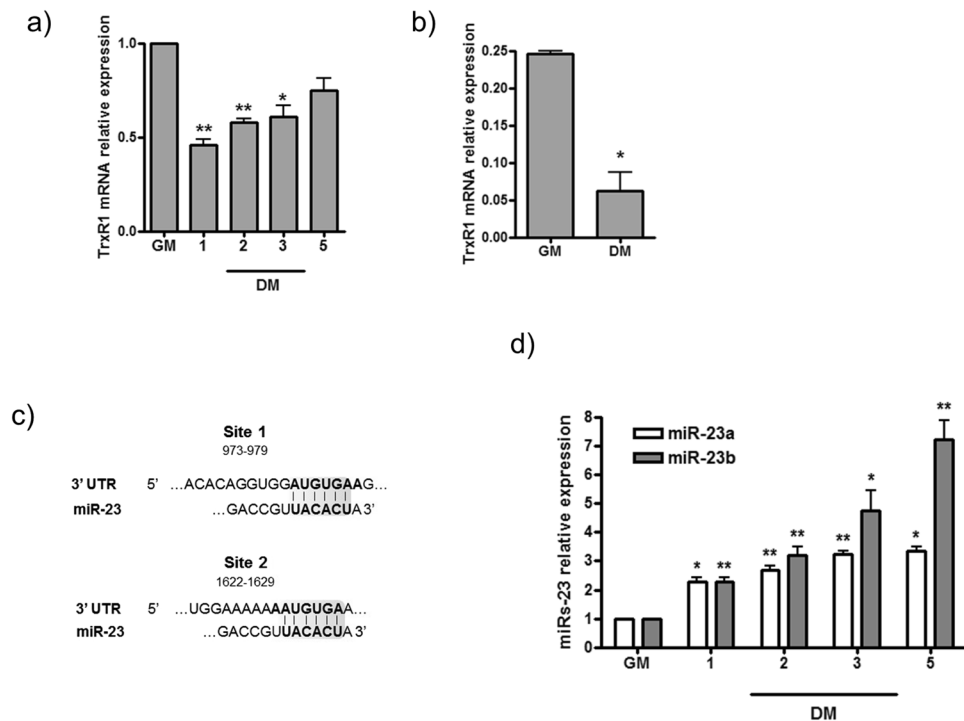 a)
TrxR1 mRNA relative expression
1.0
0.5
0.0
**
**
*
GM 1 2 3 5
DM
b)
TrxR1 mRNA relative expression
0.25
0.20
0.15
0.10
0.05
0.00
*
GM DM
c)
Site 1
973-979
3’ UTR 5’ ...ACACAGGUGGAUGUGAAG...
miR-23 ...GACCGUUACACUA3’
Site 2
1622-1629
3’ UTR 5’ ...UGGAAAAAAAUGUGAA...
miR-23 ...GACCGUUACACUA3’
d)
miRs-23 relative expression
8
7
6
5
4
3
2
1
0
miR-23a
miR-23b
* **
** **
** *
* **
GM 1 2 3 5
DM